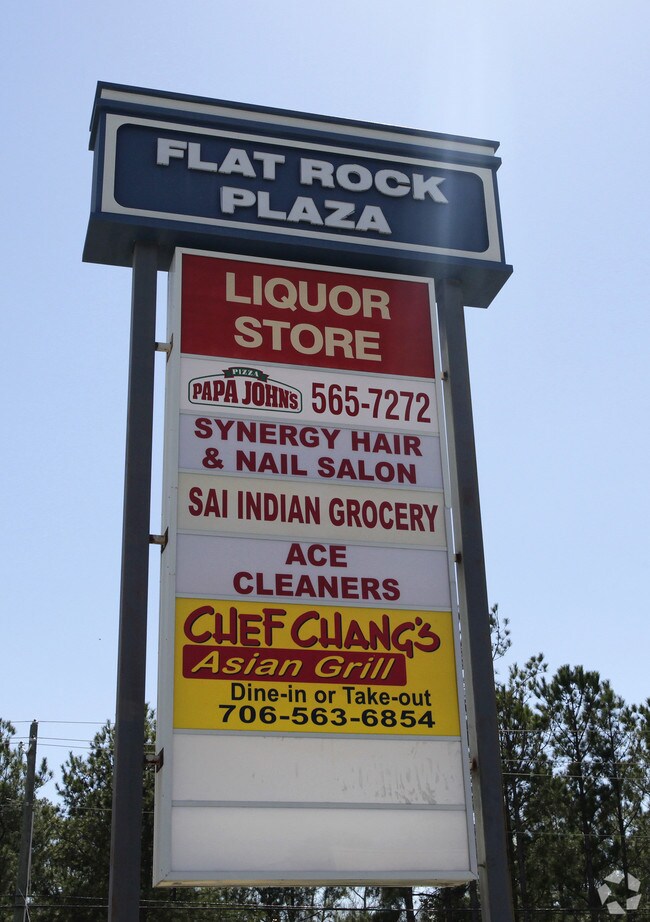 FLAT ROCK
PLAZA
LIQUOR
STORE
PIZZA
PAPA JOHN'S 565-7272
SYNERGY HAIR
& NAIL SALON
SAI INDIAN GROCERY
ACE
CLEANERS
CHEF CHANG'S
Asian Grill
Dine-in or Take-out
706-563-6854